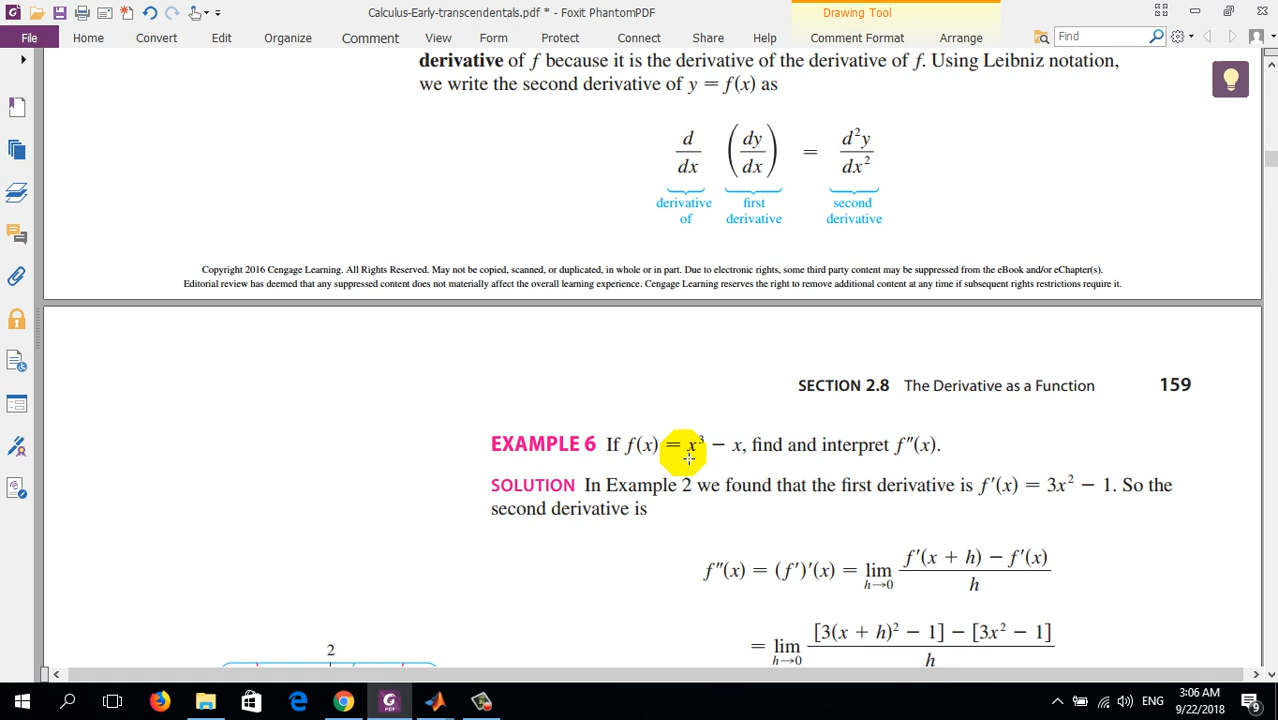 Calculus-Early-transcendentals.pdf * - Foxit PhantomPDF
Drawing Tool
File Home Convert Edit Organize Comment View Form Protect Connect Share Help Comment Format Arrange Find
derivative of f because it is the derivative of the derivative of f. Using Leibniz notation,
we write the second derivative of y = f(x) as
d/dx (dy/dx) = d²y/dx²
derivative of
first derivative
second derivative
Copyright 2016 Cengage Learning. All Rights Reserved. May not be copied, scanned, or duplicated, in whole or in part. Due to electronic rights, some third party content may be suppressed from the eBook and/or eChapter(s).
Editorial review has deemed that any suppressed content does not materially affect the overall learning experience. Cengage Learning reserves the right to remove additional content at any time if subsequent rights restrictions require it.
SECTION 2.8 The Derivative as a Function 159
EXAMPLE 6 If f(x) = x³ − x, find and interpret f″(x).
SOLUTION In Example 2 we found that the first derivative is f′(x) = 3x² − 1. So the
second derivative is
f″(x) = (f′)′(x) = lim h→0 f′(x + h) − f′(x) / h
= lim h→0 [3(x + h)² − 1] − [3x² − 1] / h
2
ENG
3:06 AM
9/22/2018
9